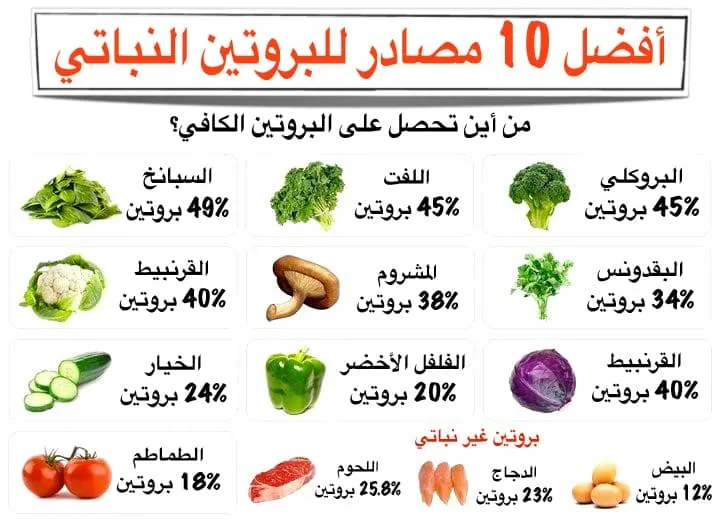 أفضل 10 مصادر للبروتين النباتي
من أين تحصل على البروتين الكافي؟
البروكلي
45% بروتين
اللفت
45% بروتين
السبانخ
49% بروتين
البقدونس
34% بروتين
المشروم
38% بروتين
القرنبيط
40% بروتين
القرنبيط
40% بروتين
الفلفل الأخضر
20% بروتين
الخيار
24% بروتين
بروتين غير نباتي
البيض
12% بروتين
الدجاج
23% بروتين
اللحوم
25.8% بروتين
الطماطم
18% بروتين